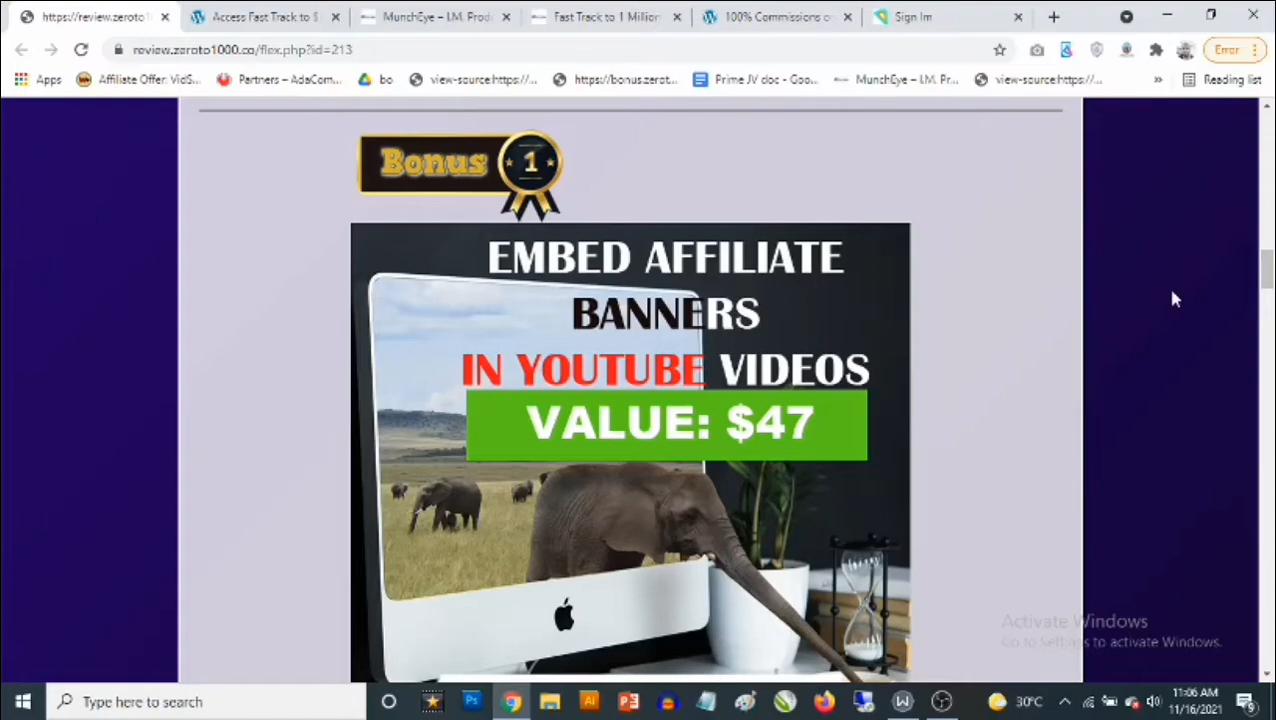 https://review.zeroto1
Access Fast Track to $
MunchEye – I.M. Prod
Fast Track to 1 Million
100% Commissions o
Sign Im
review.zeroto1000.co/flex.php?id=213
Error
Apps
Affiliate Offer: VidS...
Partners – AdaCom...
bo
view-source:https://...
https://bonus.zerot...
Prime JV doc - Goo...
MunchEye – I.M. Pr...
view-source:https://...
»
Reading list
Bonus 1
EMBED AFFILIATE
BANNERS
IN YOUTUBE VIDEOS
VALUE: $47
Activate Windows
Go to Settings to activate Windows.
Type here to search
Ps
Ai
30°C
11:06 AM
11/16/2021